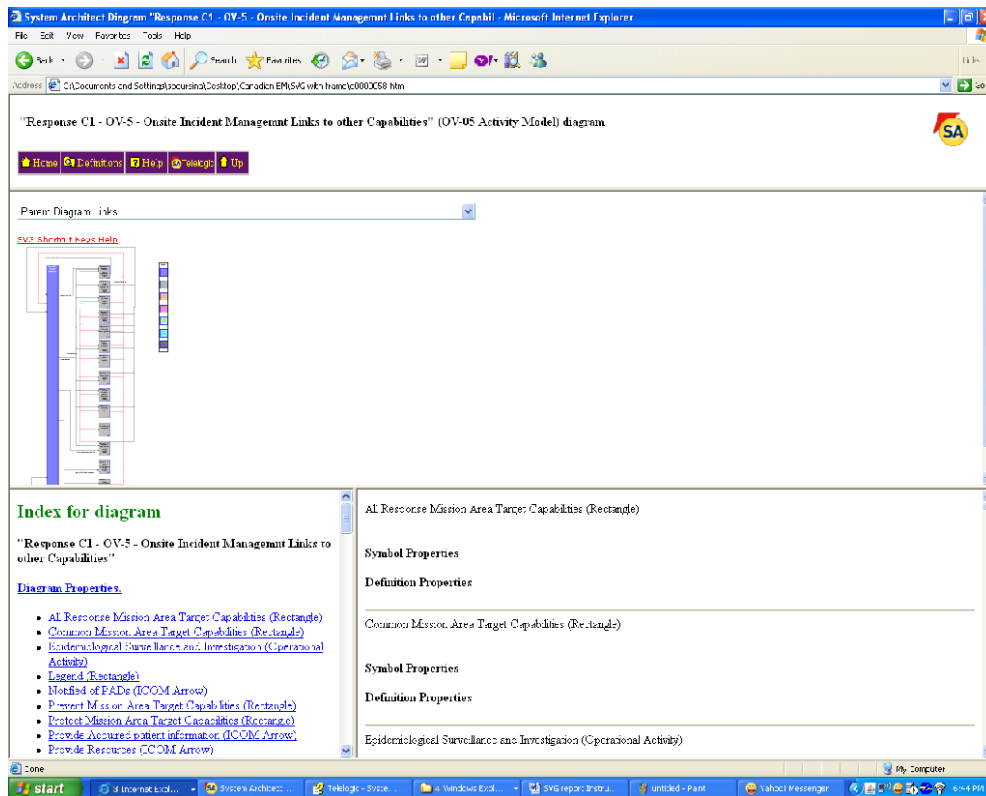 System Architect Diagram "Response C1 - OV-5 - Onsite Incident Managemnt Links to other Capabil - Microsoft Internet Explorer
File Edit View Favorites Tools Help
Back Search Favorites
Links
Address C:\Documents and Settings\ Desktop\Canadian EM\SVG with frame\ Go
"Response C1 - OV-5 - Onsite Incident Managemnt Links to other Capabilities" (OV-05 Activity Model) diagram
SA
Home Definitions Help Telelogic Up
Parent Diagram Links
SVG Shortcut Keys Help
Index for diagram
"Response C1 - OV-5 - Onsite Incident Managemnt Links to
other Capabilities"
Diagram Properties.
All Response Mission Area Target Capabilities (Rectangle)
Common Mission Area Target Capabilities (Rectangle)
Epidemiological Surveillance and Investigation (Operational
Activity)
Legend (Rectangle)
Notified of PADs (ICOM Arrow)
Prevent Mission Area Target Capabilities (Rectangle)
Protect Mission Area Target Capabilities (Rectangle)
Provide Acquired patient information (ICOM Arrow)
Provide Resources (ICOM Arrow)
All Response Mission Area Target Capabilities (Rectangle)
Symbol Properties
Definition Properties
Common Mission Area Target Capabilities (Rectangle)
Symbol Properties
Definition Properties
Epidemiological Surveillance and Investigation (Operational Activity)
Done My Computer
start 3 Internet Expl... System Architect ... Telelogic - Syste... 4 Windows Expl... SVG report Instru... untitled - Paint Yahoo! Messenger 6:44 PM